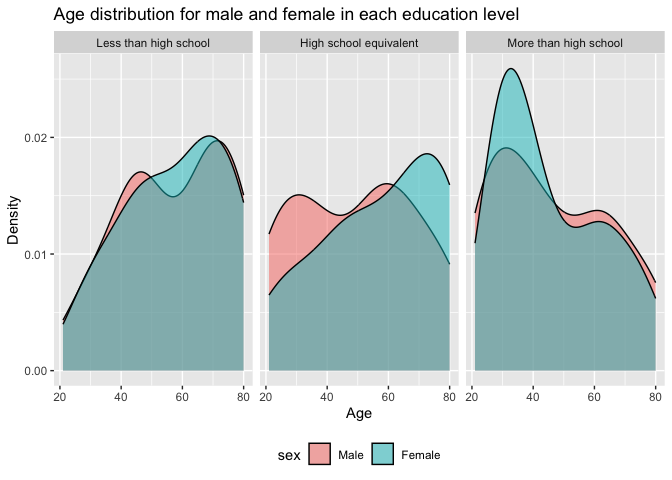 Age distribution for male and female in each education level
Less than high school High school equivalent More than high school
0.02
0.01
0.00
Density
20 40 60 80 20 40 60 80 20 40 60 80
Age
sex Male Female